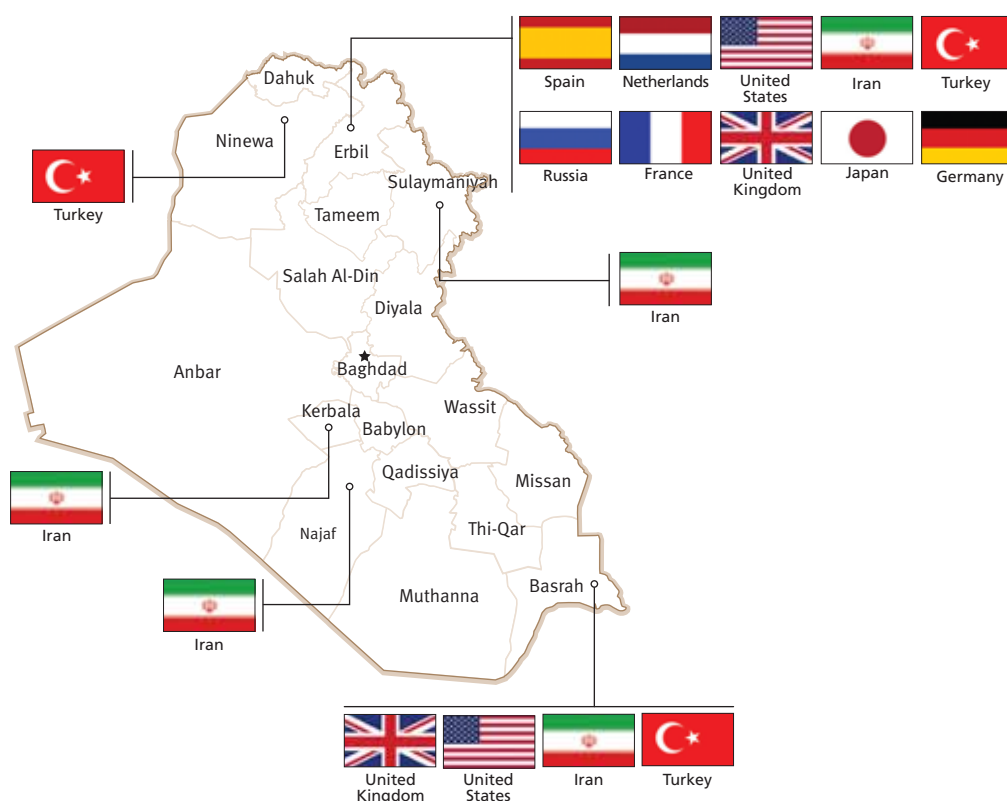 Spain
Netherlands
United
States
Iran
Turkey
Russia
France
United
Kingdom
Japan
Germany
Dahuk
Ninewa
Erbil
Turkey
Sulaymaniyah
Tameem
Salah Al-Din
Iran
Diyala
Anbar
Baghdad
Kerbala
Wassit
Babylon
Qadissiya
Missan
Iran
Najaf
Thi-Qar
Basrah
Muthanna
Iran
United
Kingdom
United
States
Iran
Turkey